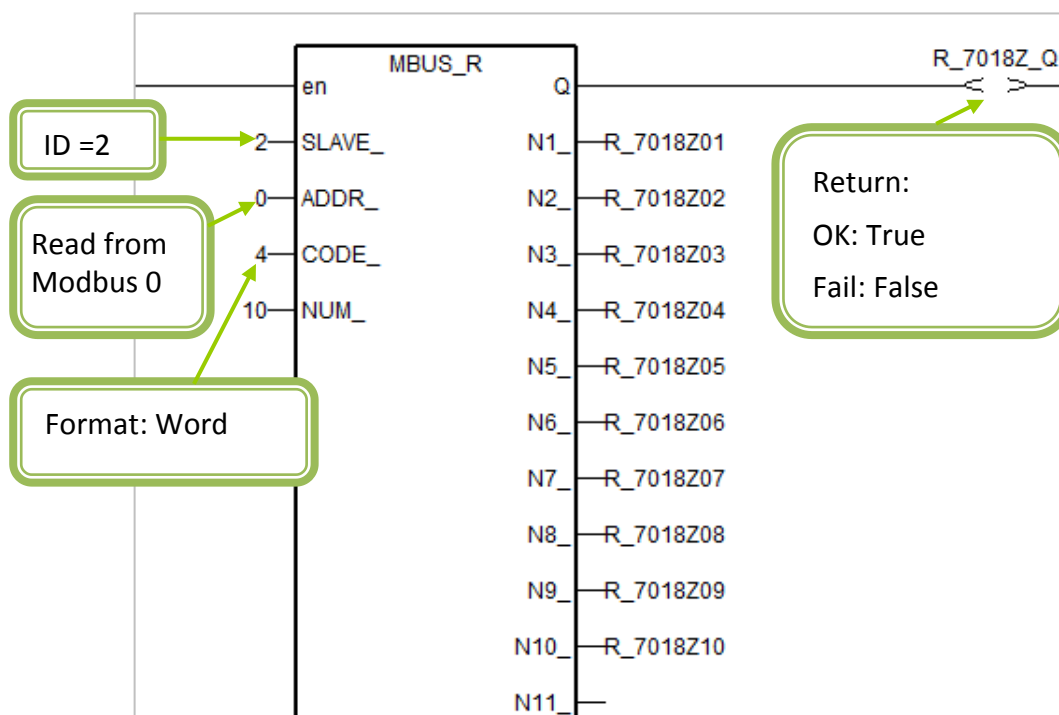 MBUS_R
R_7018Z_Q
en
Q
ID =2
2
SLAVE_
N1_
R_7018Z01
0
ADDR_
N2_
R_7018Z02
Read from
Modbus 0
4
CODE_
N3_
R_7018Z03
10
NUM_
N4_
R_7018Z04
Return:
OK: True
Fail: False
N5_
R_7018Z05
Format: Word
N6_
R_7018Z06
N7_
R_7018Z07
N8_
R_7018Z08
N9_
R_7018Z09
N10_
R_7018Z10
N11_